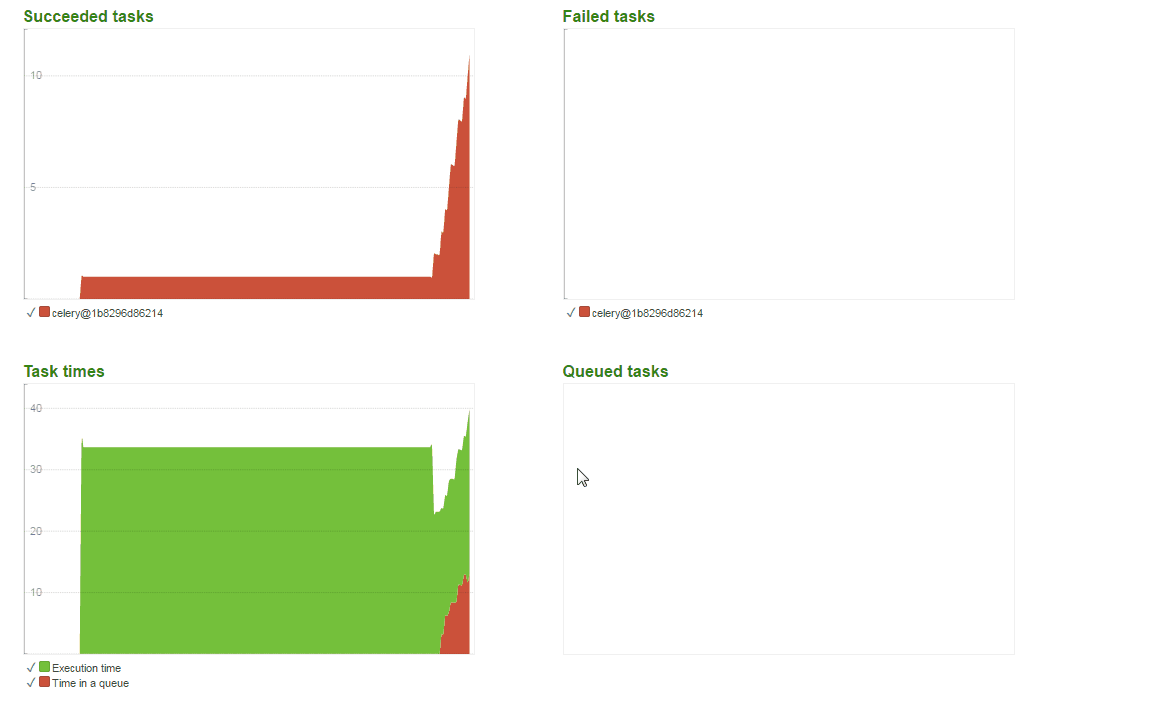 Succeeded tasks
10
5
✓ celery@1b8296d86214
Failed tasks
✓ celery@1b8296d86214
Task times
40
30
20
10
✓ Execution time
✓ Time in a queue
Queued tasks